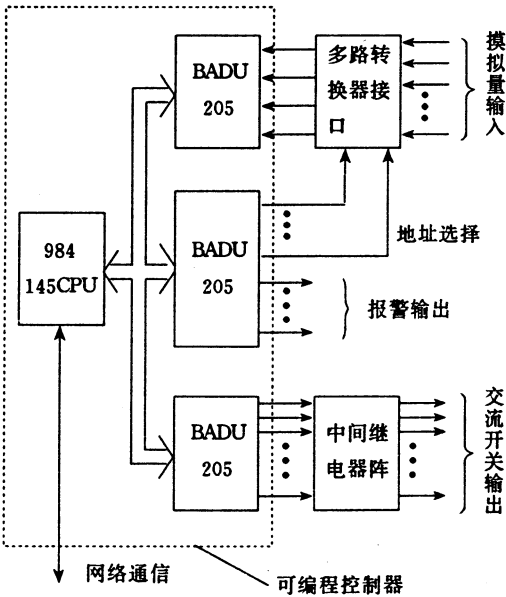 BADU
205
多路转
换器接
口
摸拟量输入
984
145CPU
BADU
205
地址选择
报警输出
BADU
205
中间继
电器阵
交流开关输出
网络通信
可编程控制器